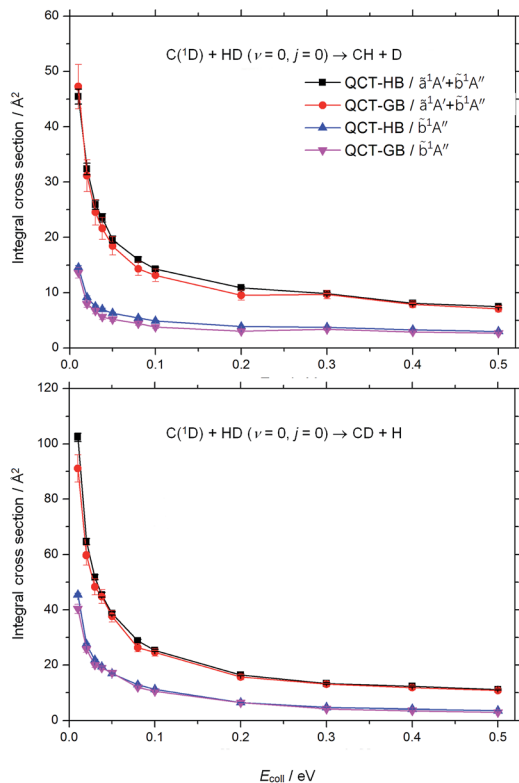 60
50
40
30
20
10
0
Integral cross section / Å²
C(¹D) + HD (ν = 0, j = 0) → CH + D
QCT-HB / ã¹A′+b̃¹A″
QCT-GB / ã¹A′+b̃¹A″
QCT-HB / b̃¹A″
QCT-GB / b̃¹A″
0.0 0.1 0.2 0.3 0.4 0.5
120
100
80
60
40
20
0
Integral cross section / Å²
C(¹D) + HD (ν = 0, j = 0) → CD + H
0.0 0.1 0.2 0.3 0.4 0.5
E_coll / eV